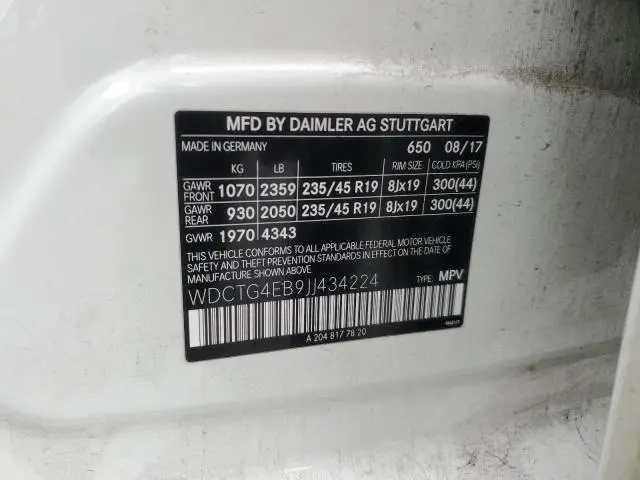 MFD BY DAIMLER AG STUTTGART
MADE IN GERMANY 650 08/17
KG LB TIRES RIM SIZE COLD KPA (PSI)
GAWR FRONT 1070 2359 235/45 R19 8Jx19 300(44)
GAWR REAR 930 2050 235/45 R19 8Jx19 300(44)
GVWR 1970 4343
THIS VEHICLE CONFORMS TO ALL APPLICABLE FEDERAL MOTOR VEHICLE
SAFETY, BUMPER AND THEFT PREVENTION STANDARDS IN EFFECT ON THE DATE OF
MANUFACTURE SHOWN ABOVE.
WDCTG4EB9JJ434224 TYPE: MPV
A 204 817 78 20